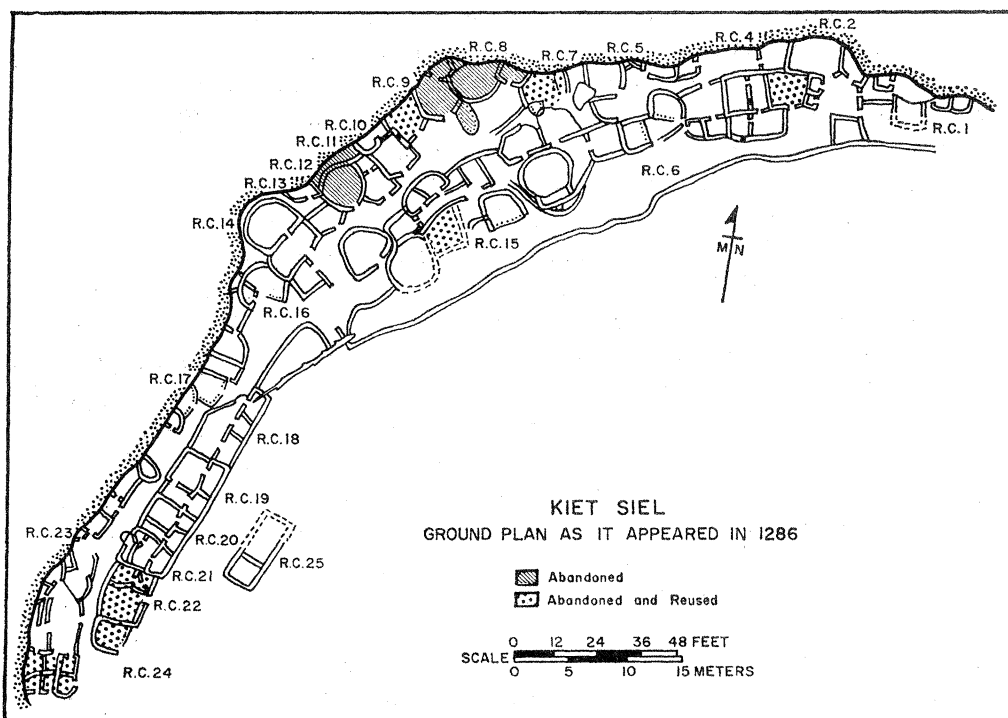 R.C.2
R.C.4
R.C.8
R.C.5
R.C.7
R.C.9
R.C.10
R.C.11
R.C.12
R.C.13
R.C.1
R.C.6
R.C.14
R.C.15
M N
R.C.16
R.C.17
R.C.18
R.C.19
R.C.23
R.C.20
R.C.25
R.C.21
R.C.22
R.C.24
KIET SIEL
GROUND PLAN AS IT APPEARED IN 1286
Abandoned
Abandoned and Reused
0 12 24 36 48 FEET
SCALE
0 5 10 15 METERS